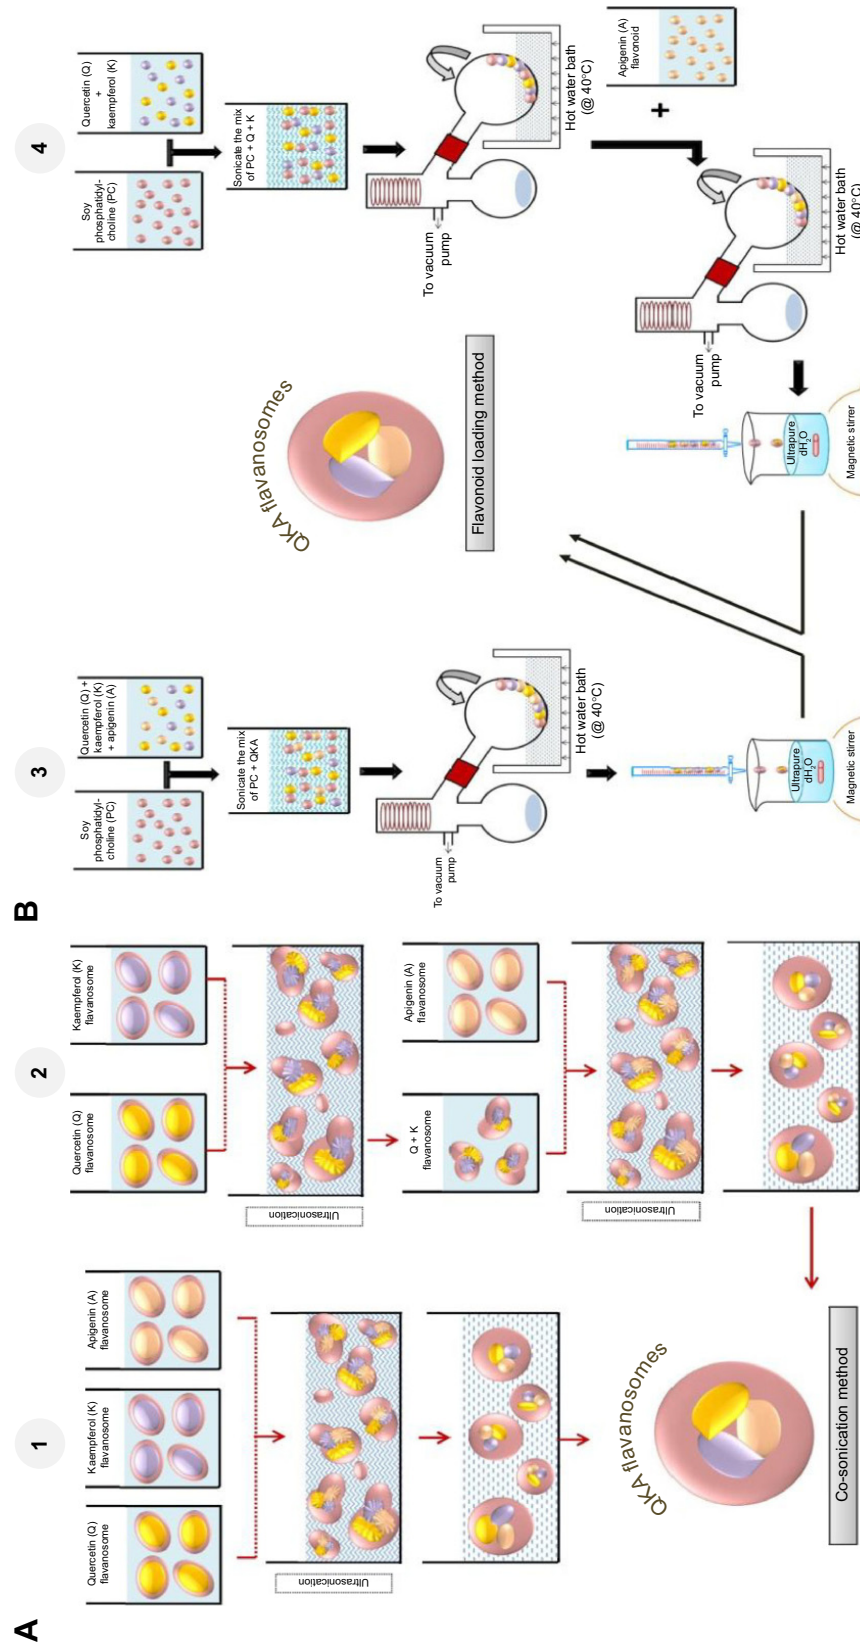 A
1
Quercetin (Q)
flavanosome
Kaempferol (K)
flavanosome
Apigenin (A)
flavanosome
Ultrasonication
QKA flavanosomes
Co-sonication method
2
Quercetin (Q)
flavanosome
Kaempferol (K)
flavanosome
Ultrasonication
Q + K
flavanosome
Apigenin (A)
flavanosome
Ultrasonication
B
3
Soy
phosphatidyl-
choline (PC)
Quercetin (Q) +
kaempferol (K)
+ apigenin (A)
Sonicate the mix
of PC + QKA
To vacuum
pump
Hot water bath
(@ 40°C)
Ultrapure
dH2O
Magnetic stirrer
QKA flavanosomes
Flavonoid loading method
4
Soy
phosphatidyl-
choline (PC)
Quercetin (Q)
+
kaempferol (K)
Sonicate the mix
of PC + Q + K
To vacuum
pump
Hot water bath
(@ 40°C)
+
Apigenin (A)
flavonoid
To vacuum
pump
Hot water bath
(@ 40°C)
Ultrapure
dH2O
Magnetic stirrer